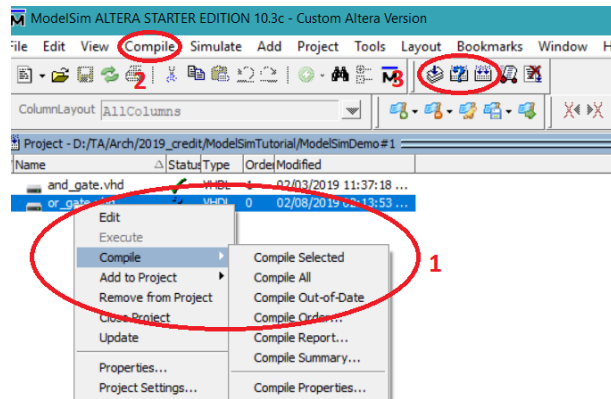 ModelSim ALTERA STARTER EDITION 10.3c - Custom Altera Version
File Edit View Compile Simulate Add Project Tools Layout Bookmarks Window H
2 3
ColumnLayout AllColumns
Project - D:/TA/Arch/2019_credit/ModelSimTutorial/ModelSimDemo#1
Name Status Type Order Modified
and_gate.vhd VHDL 1 02/03/2019 11:37:18 ...
or_gate.vhd VHDL 0 02/08/2019 :13:53 ...
Edit
Execute
Compile
Add to Project
Remove from Project
Close Project
Update
Properties...
Project Settings...
Compile Selected
Compile All
Compile Out-of-Date
Compile Order...
Compile Report...
Compile Summary...
Compile Properties...
1